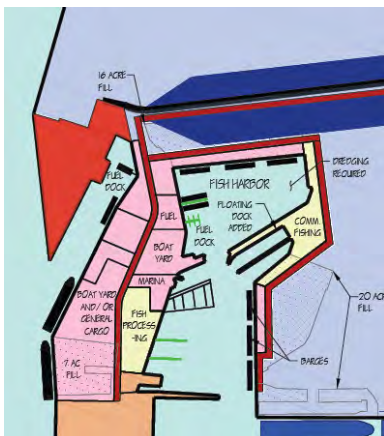 16 ACRE
FILL
FUEL
DOCK
FISH HARBOR
DREDGING
REQUIRED
FLOATING
DOCK
ADDED
FUEL
FUEL
DOCK
COMM.
FISHING
BOAT
YARD
MARINA
BOAT YARD
AND/OR
GENERAL
CARGO
FISH
PROCESS
-ING
20 ACR
FILL
7 AC
FILL
BARGES